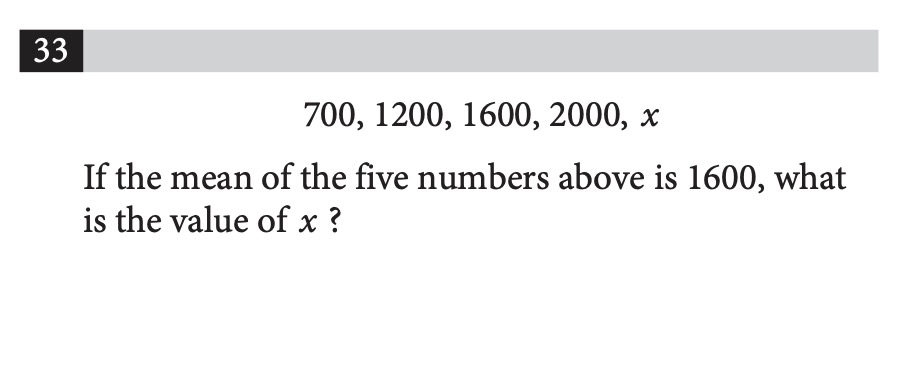 33
700, 1200, 1600, 2000, x
If the mean of the five numbers above is 1600, what
is the value of x ?